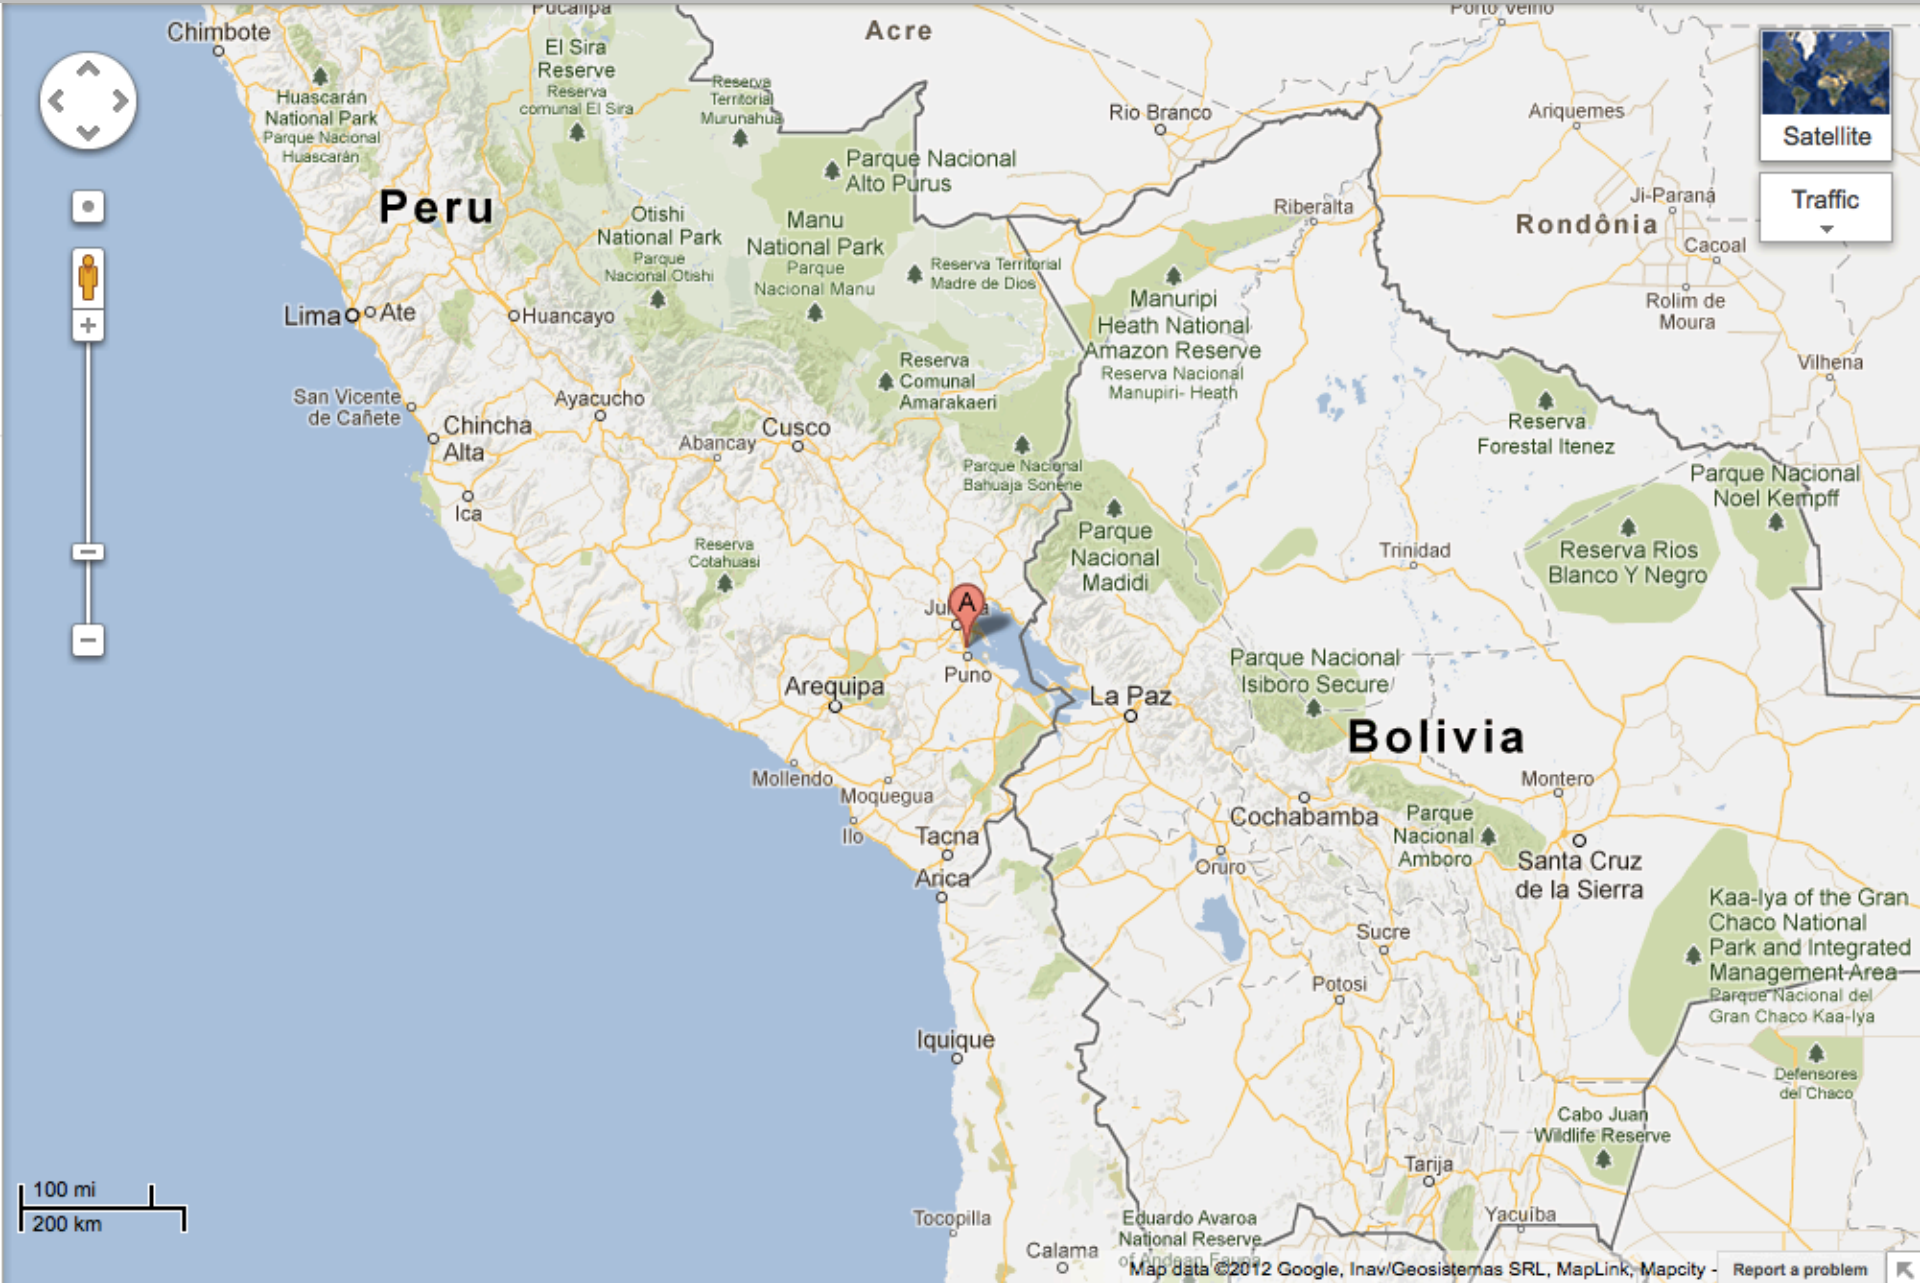 Pucallpa
Porto Velho
Chimbote
Acre
El Sira
Reserve
Reserva
comunal El Sira
Reserva
Territorial
Murunahua
Huascarán
National Park
Parque Nacional
Huascarán
Rio Branco
Ariquemes
Satellite
Traffic
Parque Nacional
Alto Purus
Peru
Otishi
National Park
Parque
Nacional Otishi
Manu
National Park
Parque
Nacional Manu
Riberalta
Ji-Paraná
Rondônia
Cacoal
Reserva Territorial
Madre de Dios
Manuripi
Heath National
Amazon Reserve
Reserva Nacional
Manupiri- Heath
Rolim de
Moura
Lima
Ate
Huancayo
Vilhena
Reserva
Comunal
Amarakaeri
San Vicente
de Cañete
Ayacucho
Chincha
Alta
Abancay
Cusco
Reserva
Forestal Itenez
Parque Nacional
Bahuaja Sonene
Parque Nacional
Noel Kempff
Ica
Parque
Nacional
Madidi
Reserva
Cotahuasi
Trinidad
Reserva Rios
Blanco Y Negro
A
Puno
Parque Nacional
Isiboro Secure
Arequipa
La Paz
Bolivia
Mollendo
Moquegua
Montero
Ilo
Tacna
Cochabamba
Parque
Nacional
Amboro
Oruro
Santa Cruz
de la Sierra
Arica
Kaa-Iya of the Gran
Chaco National
Park and Integrated
Management Area
Parque Nacional del
Gran Chaco Kaa-Iya
Sucre
Potosi
Iquique
Defensores
del Chaco
Cabo Juan
Wildlife Reserve
Tarija
100 mi
200 km
Tocopilla
Eduardo Avaroa
National Reserve
of Andean Fauna
Yacuiba
Calama
Map data ©2012 Google, Inav/Geosistemas SRL, MapLink, Mapcity -
Report a problem